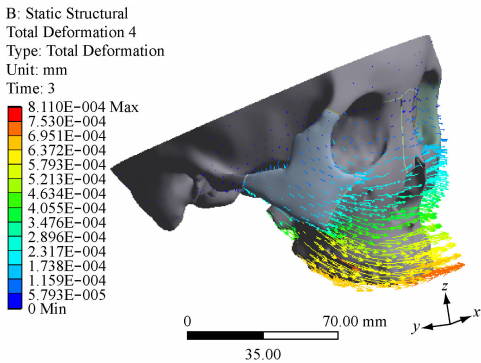 B: Static Structural
Total Deformation 4
Type: Total Deformation
Unit: mm
Time: 3
8.110E−004 Max
7.530E−004
6.951E−004
6.372E−004
5.793E−004
5.213E−004
4.634E−004
4.055E−004
3.476E−004
2.896E−004
2.317E−004
1.738E−004
1.159E−004
5.793E−005
0 Min
0 70.00 mm
35.00
z
y x